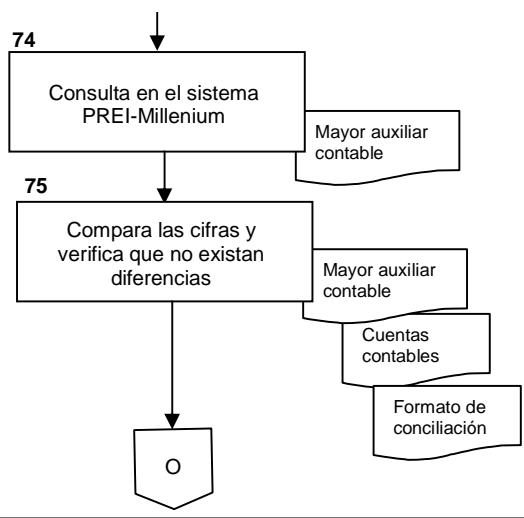 74
Consulta en el sistema
PREI-Millenium
Mayor auxiliar
contable
75
Compara las cifras y
verifica que no existan
diferencias
Mayor auxiliar
contable
Cuentas
contables
Formato de
conciliación
O